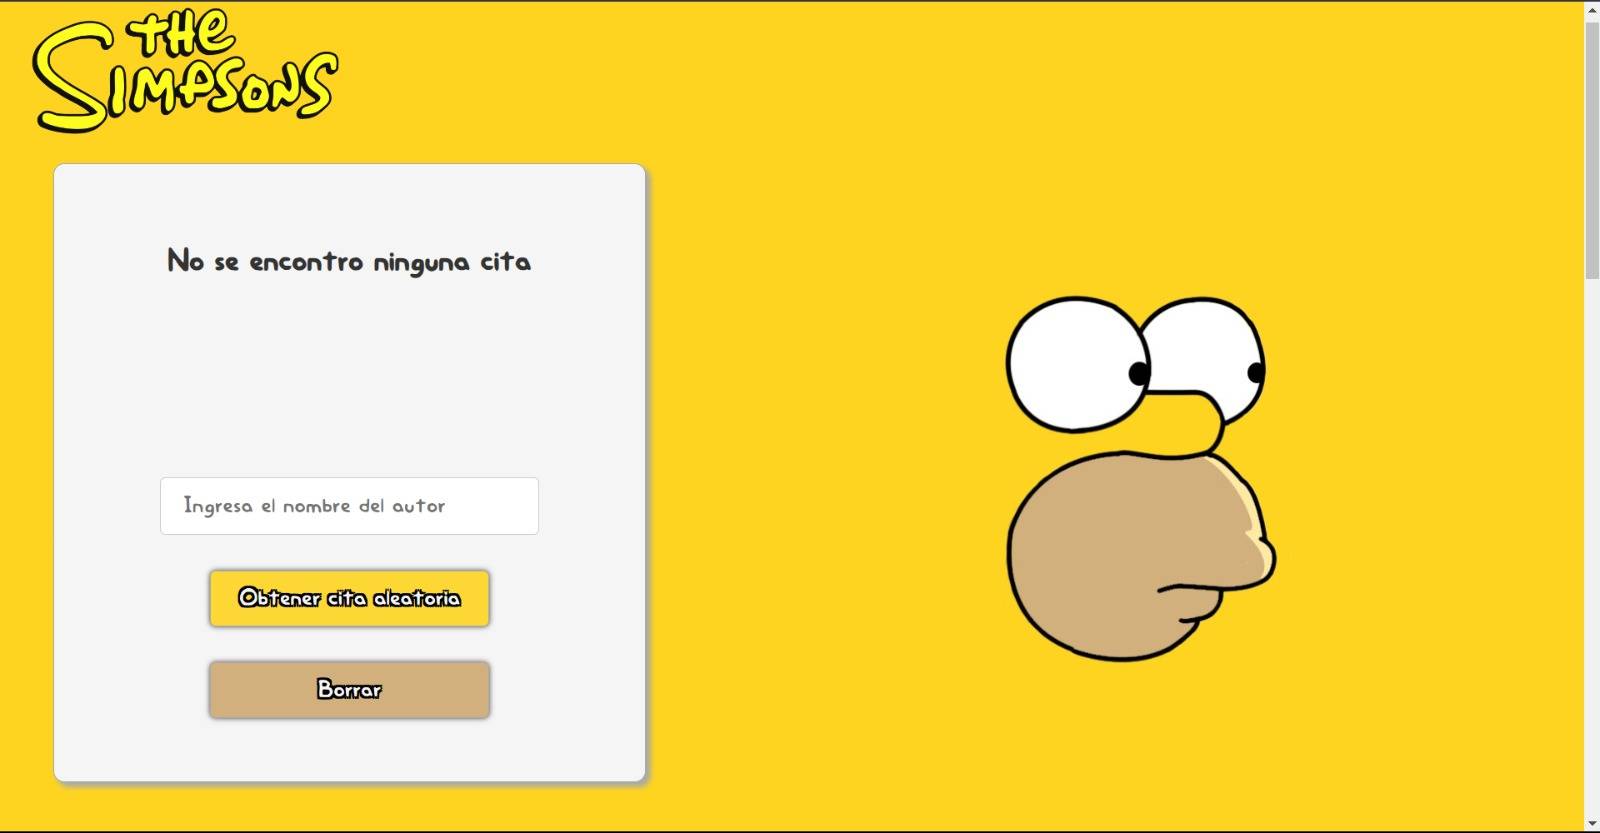 the
Simpsons
No se encontro ninguna cita
Ingresa el nombre del autor
Obtener cita aleatoria
Borrar